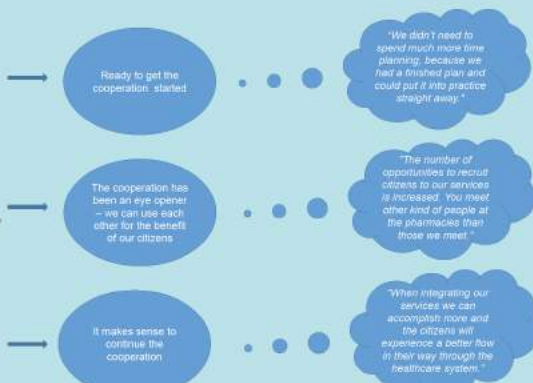 Ready to get the
cooperation started
"We didn't need to
spend much more time
planning, because we
had a finished plan and
could put it into practice
straight away."
The cooperation has
been an eye opener
– we can use each
other for the benefit
of our citizens
"The number of
opportunities to recruit
citizens to our services
is increased. You meet
other kind of people at
the pharmacies than
those we meet."
It makes sense to
continue the
cooperation
"When integrating our
services we can
accomplish more and
the citizens will
experience a better flow
in their way through the
healthcare system."